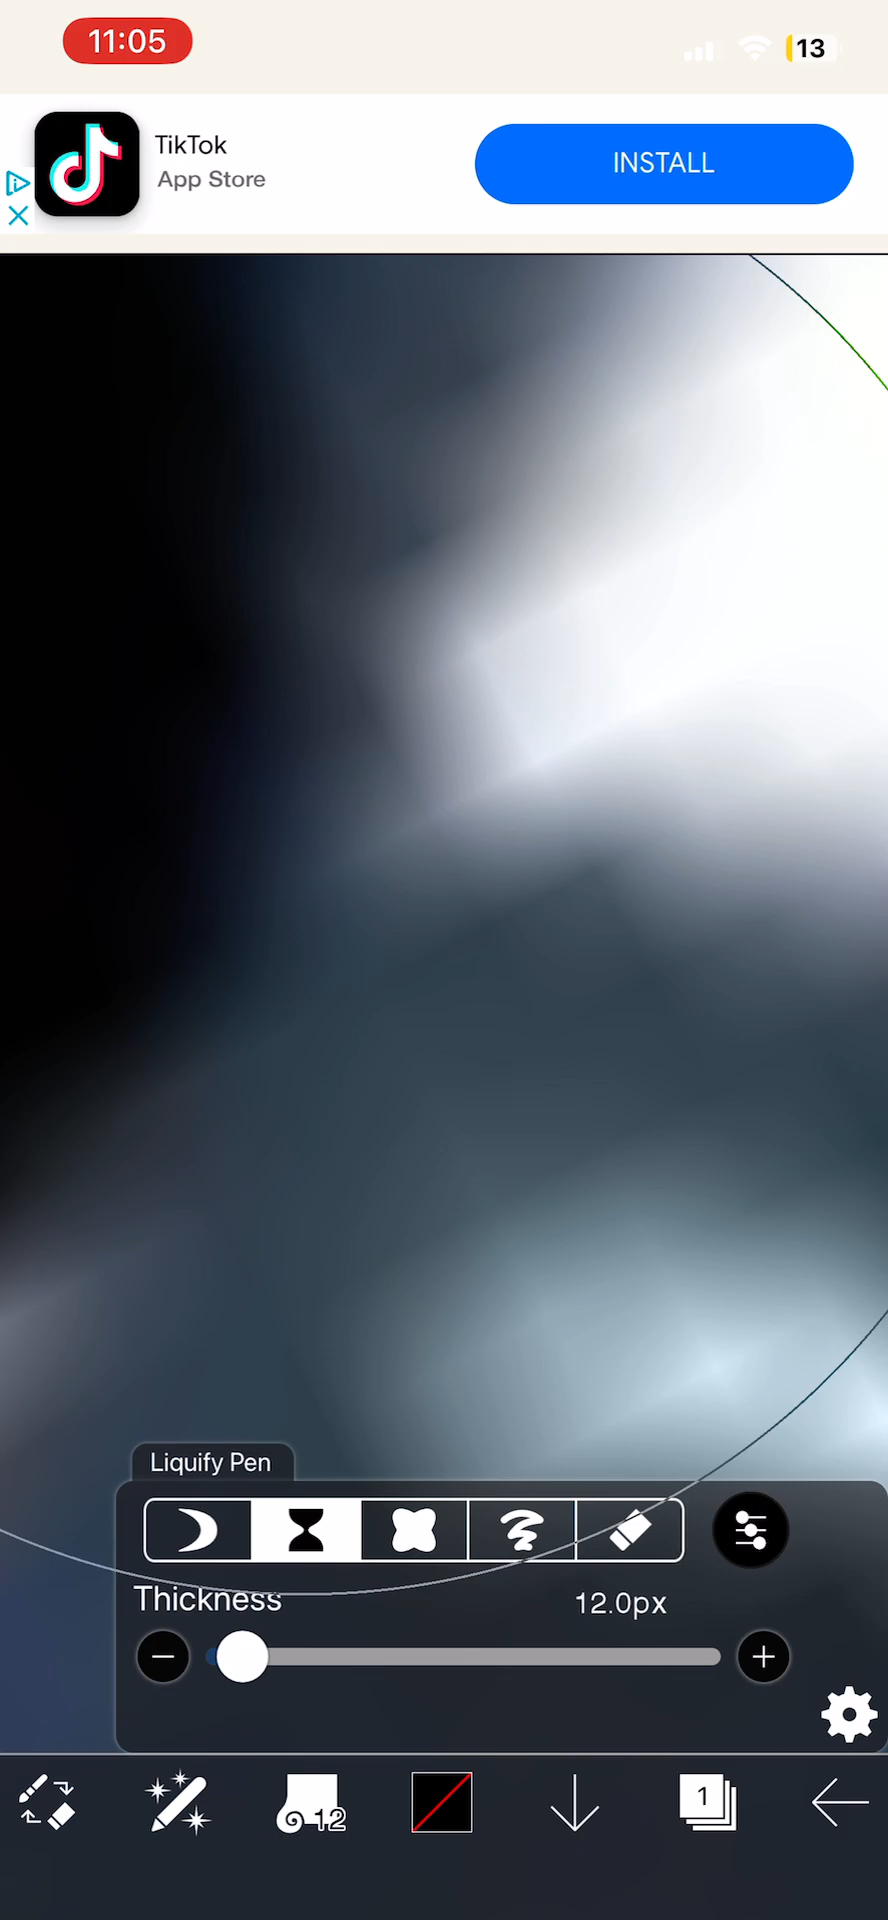 11:05
13
TikTok
App Store
INSTALL
Liquify Pen
Thickness
12.0px
12
1